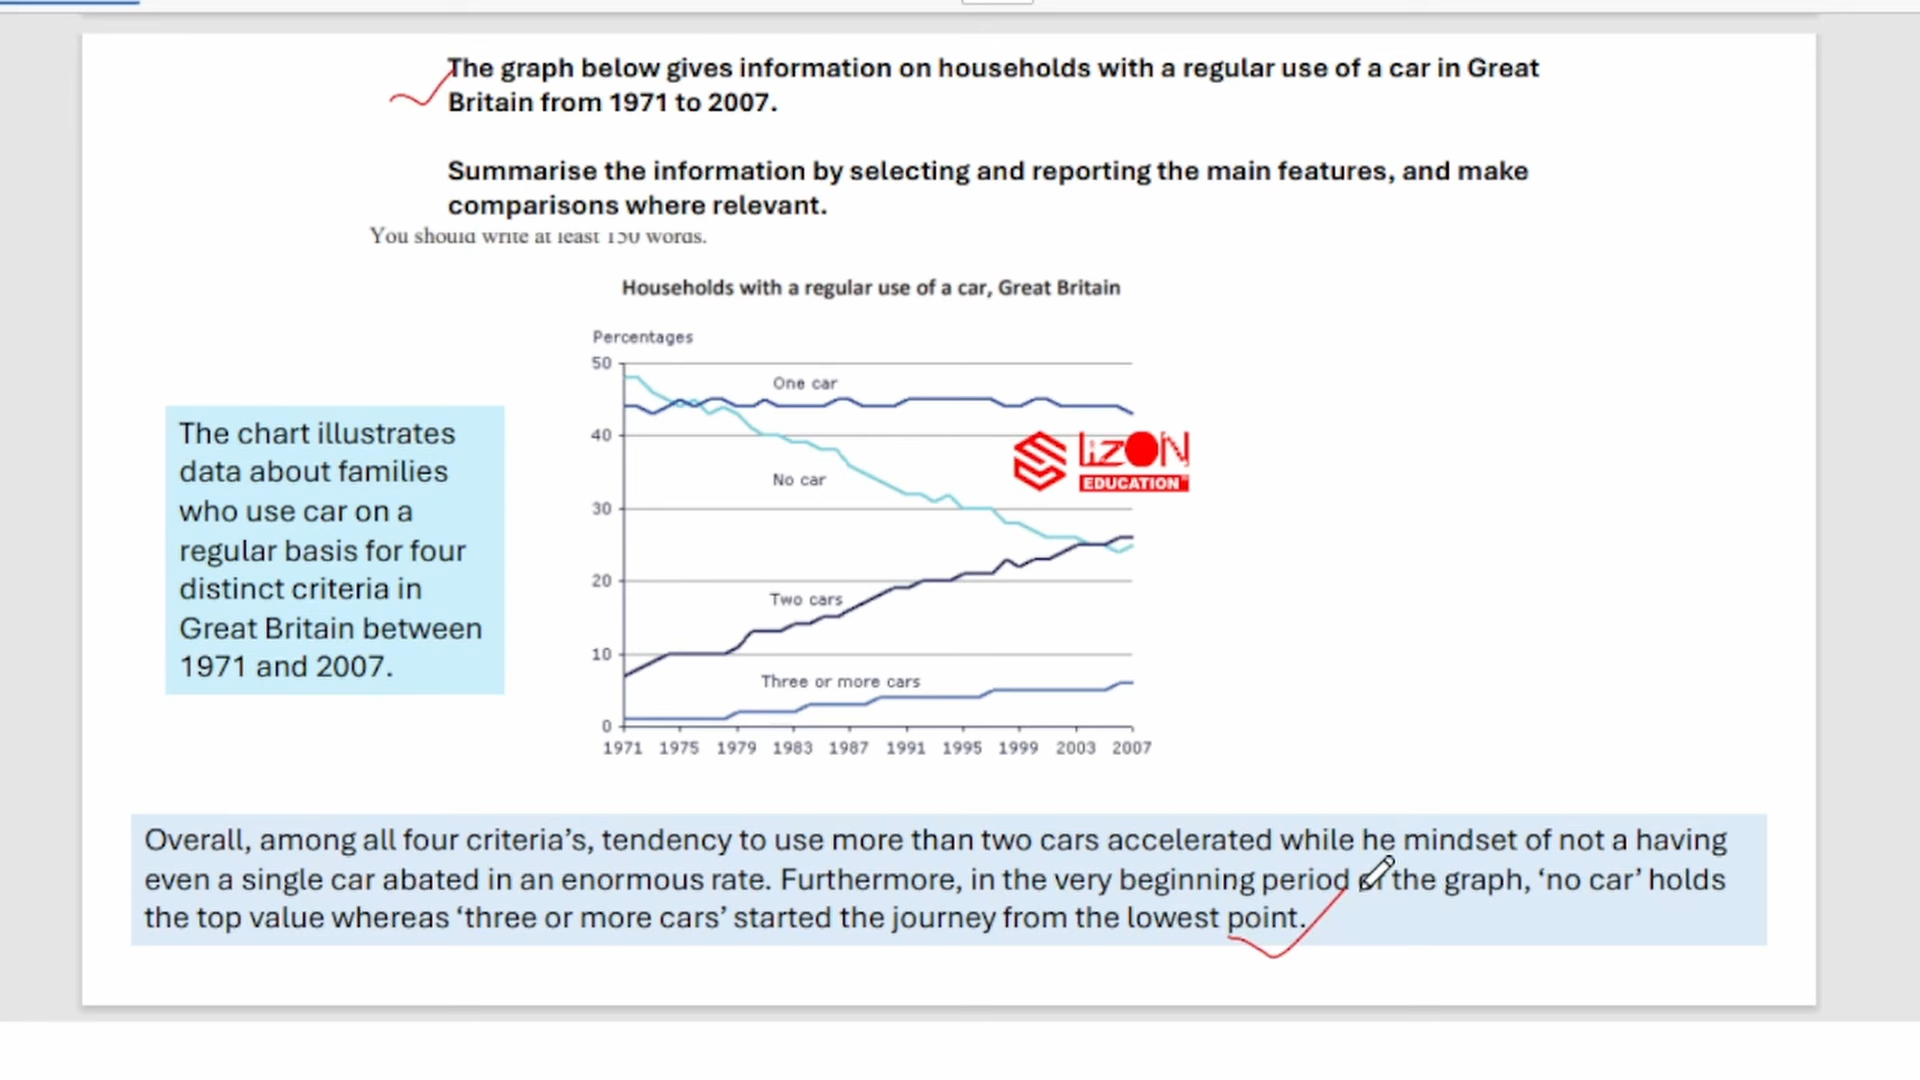 The graph below gives information on households with a regular use of a car in Great
Britain from 1971 to 2007.
Summarise the information by selecting and reporting the main features, and make
comparisons where relevant.
You should write at least 150 words.
Households with a regular use of a car, Great Britain
Percentages
50
One car
40
LizON
EDUCATION
No car
30
20
Two cars
10
Three or more cars
0
1971 1975 1979 1983 1987 1991 1995 1999 2003 2007
The chart illustrates
data about families
who use car on a
regular basis for four
distinct criteria in
Great Britain between
1971 and 2007.
Overall, among all four criteria's, tendency to use more than two cars accelerated while he mindset of not a having
even a single car abated in an enormous rate. Furthermore, in the very beginning period of the graph, ‘no car’ holds
the top value whereas ‘three or more cars’ started the journey from the lowest point.